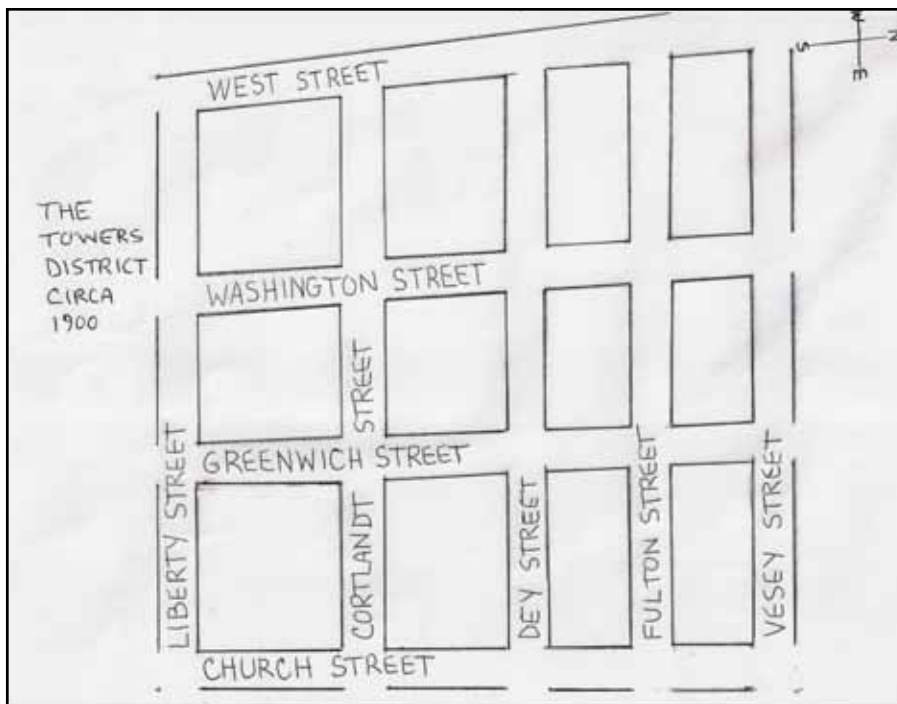 W
S
N
E
WEST STREET
THE
TOWERS
DISTRICT
CIRCA
1900
WASHINGTON STREET
GREENWICH STREET
LIBERTY STREET
CORTLANDT STREET
DEY STREET
FULTON STREET
VESEY STREET
CHURCH STREET